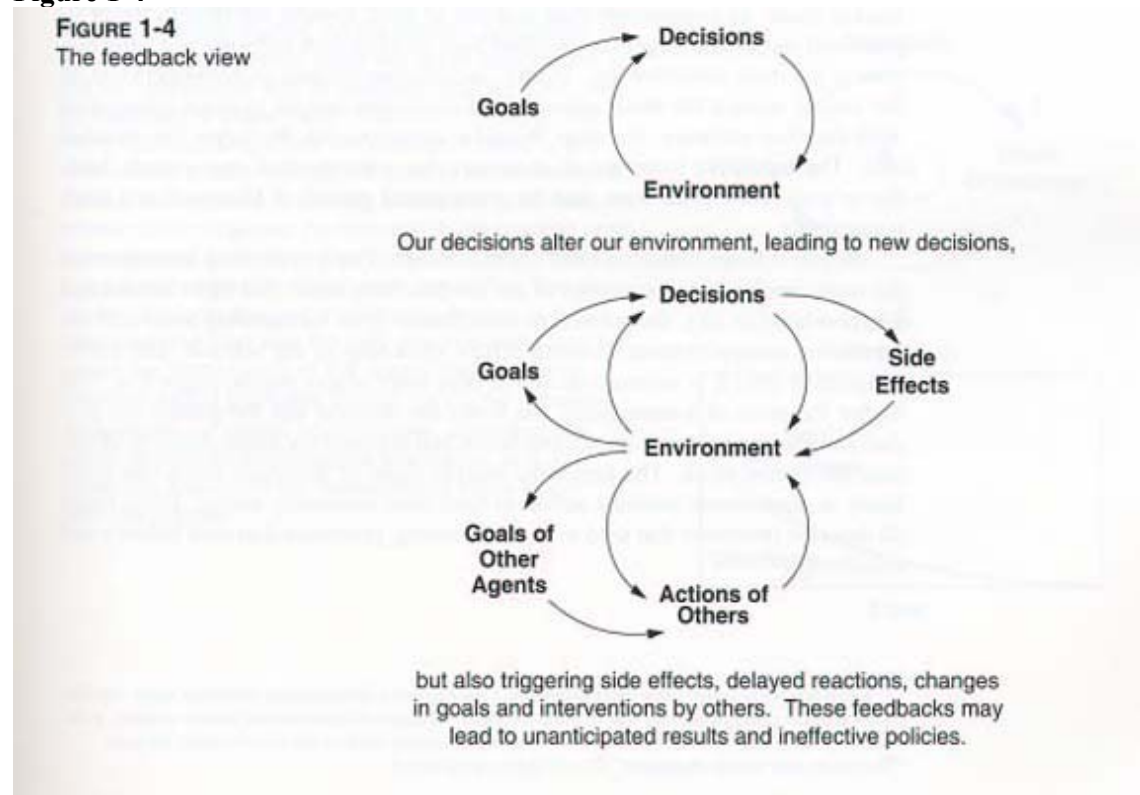 FIGURE 1-4
The feedback view
Decisions
Goals
Environment
Our decisions alter our environment, leading to new decisions,
Decisions
Side
Effects
Goals
Environment
Goals of
Other
Agents
Actions of
Others
but also triggering side effects, delayed reactions, changes
in goals and interventions by others. These feedbacks may
lead to unanticipated results and ineffective policies.